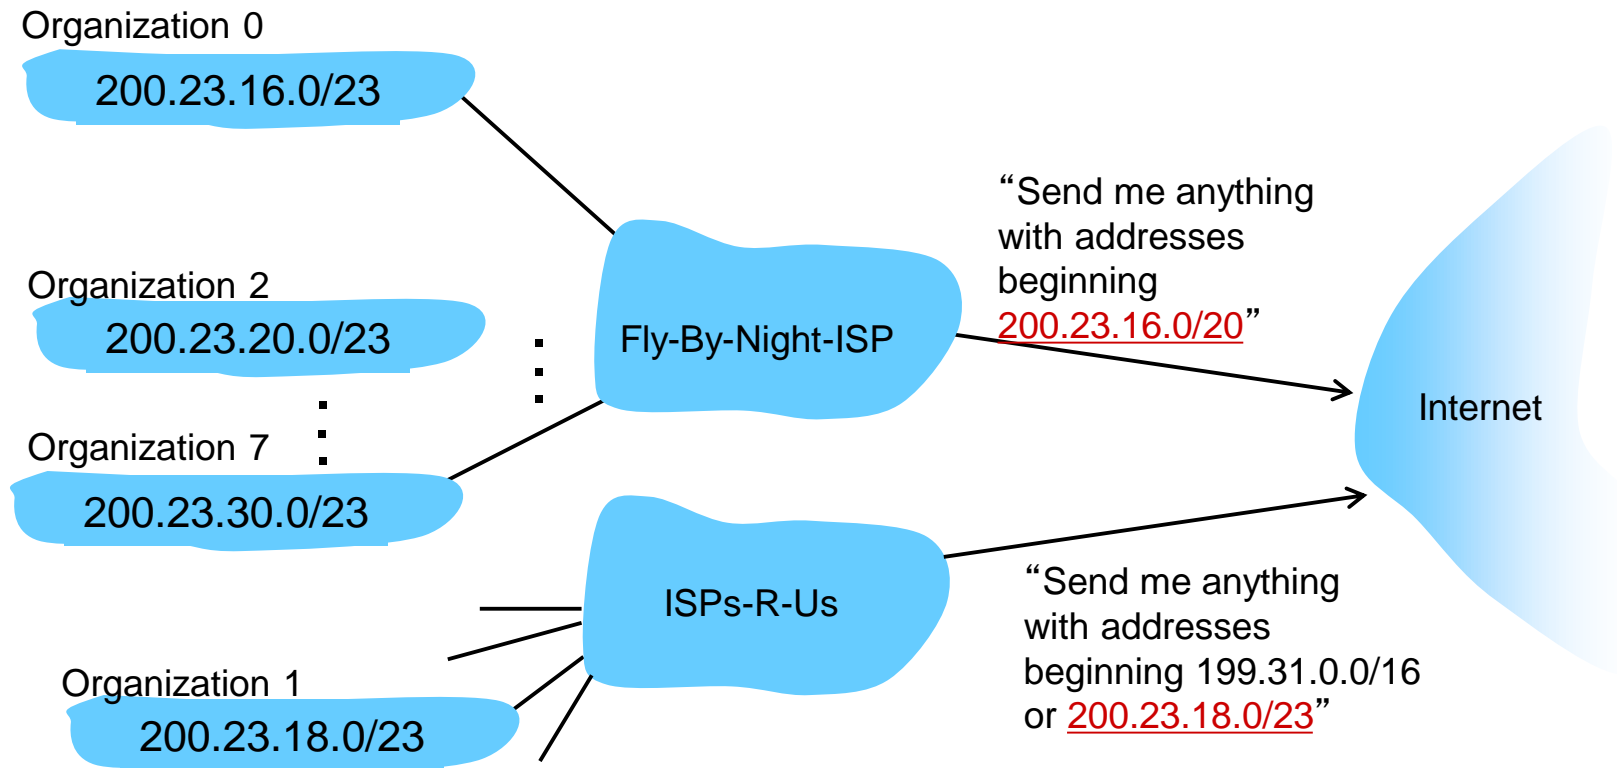 Organization 0
200.23.16.0/23
Organization 2
200.23.20.0/23
Organization 7
200.23.30.0/23
Fly-By-Night-ISP
“Send me anything
with addresses
beginning
200.23.16.0/20”
Internet
ISPs-R-Us
Organization 1
200.23.18.0/23
“Send me anything
with addresses
beginning 199.31.0.0/16
or 200.23.18.0/23”